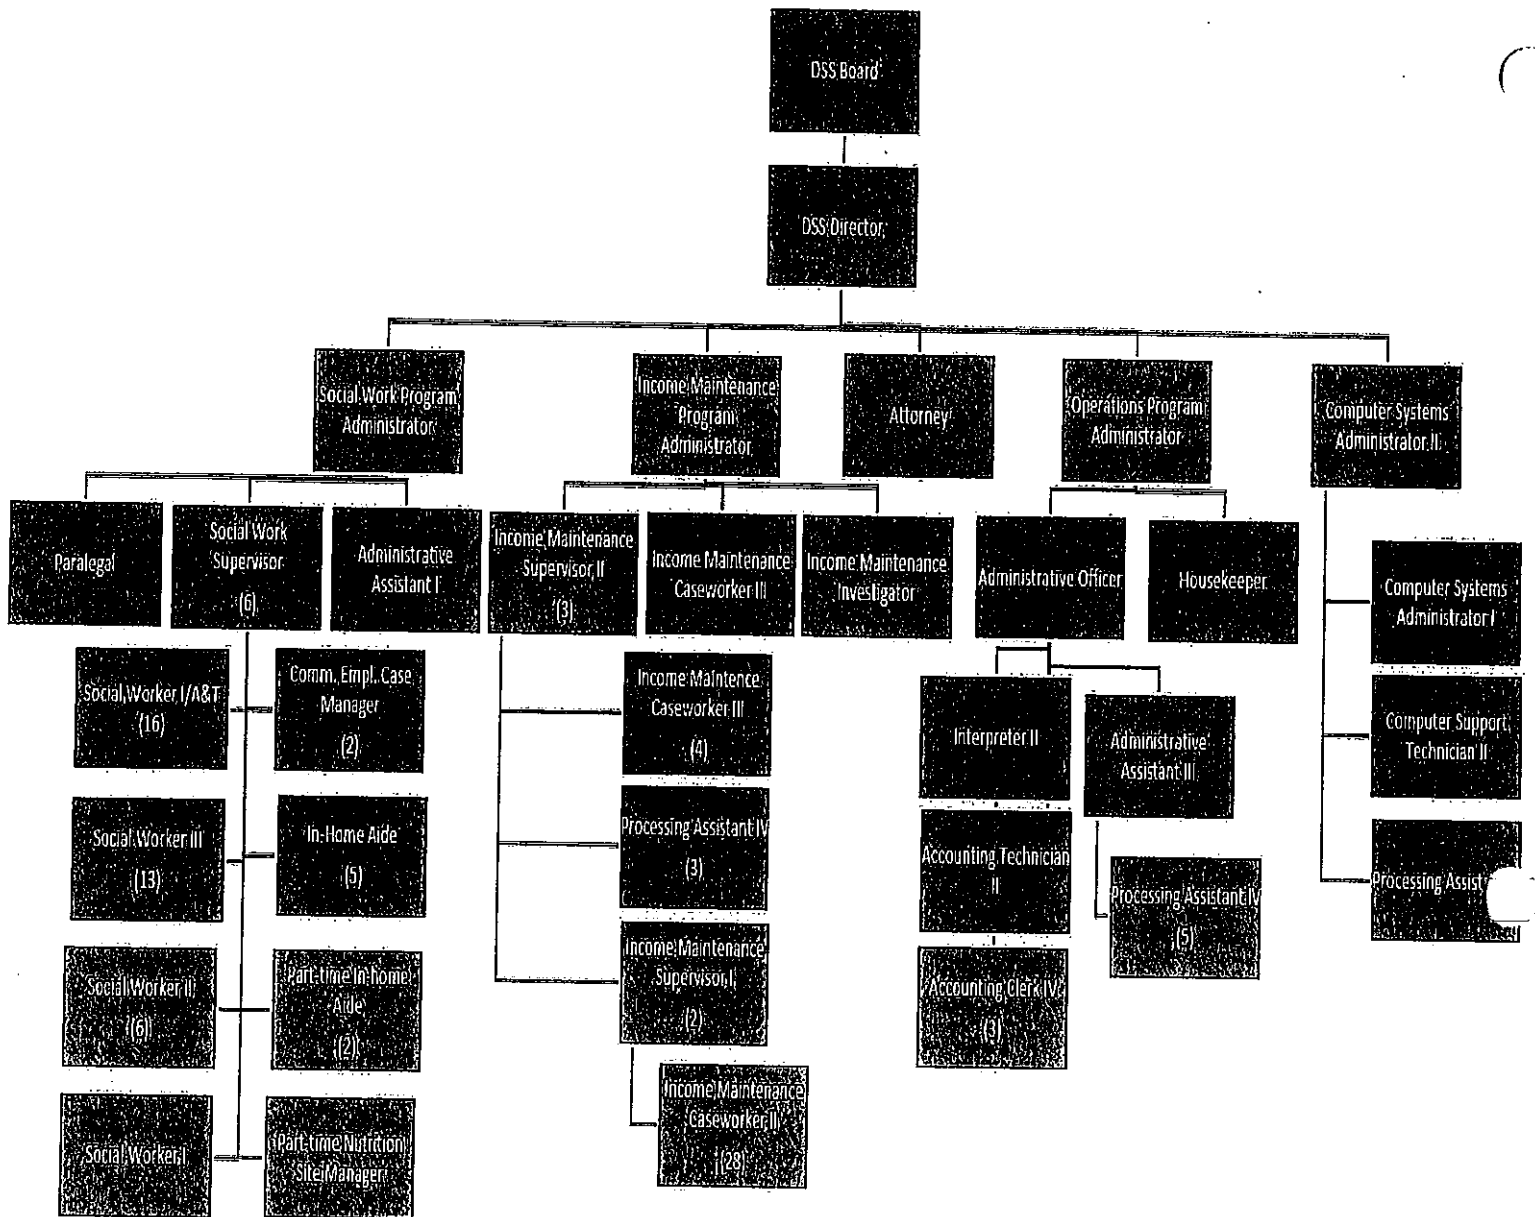 DSS Board
DSS Director
Social Work Program
Administrator
Income Maintenance
Program
Administrator
Attorney
Operations Program
Administrator
Computer Systems
Administrator II
Paralegal
Social Work
Supervisor
(6)
Administrative
Assistant I
Income Maintenance
Supervisor II
(3)
Income Maintenance
Caseworker III
Income Maintenance
Investigator
Administrative Officer
Housekeeper
Computer Systems
Administrator I
Social Worker I/A&T
(16)
Comm. Empl. Case
Manager
(2)
Income Maintence
Caseworker III
(4)
Interpreter II
Administrative
Assistant III
Computer Support
Technician II
Social Worker III
(13)
In-Home Aide
(5)
Processing Assistant IV
(3)
Accounting Technician
II
Processing Assistant IV
(5)
Processing Assist
Social Worker II
(6)
Part-time In-home
Aide
(2)
Income Maintenance
Supervisor I
(2)
Accounting Clerk IV
(3)
Social Worker I
Part-time Nutrition
Site Manager
Income Maintenance
Caseworker II
(28)